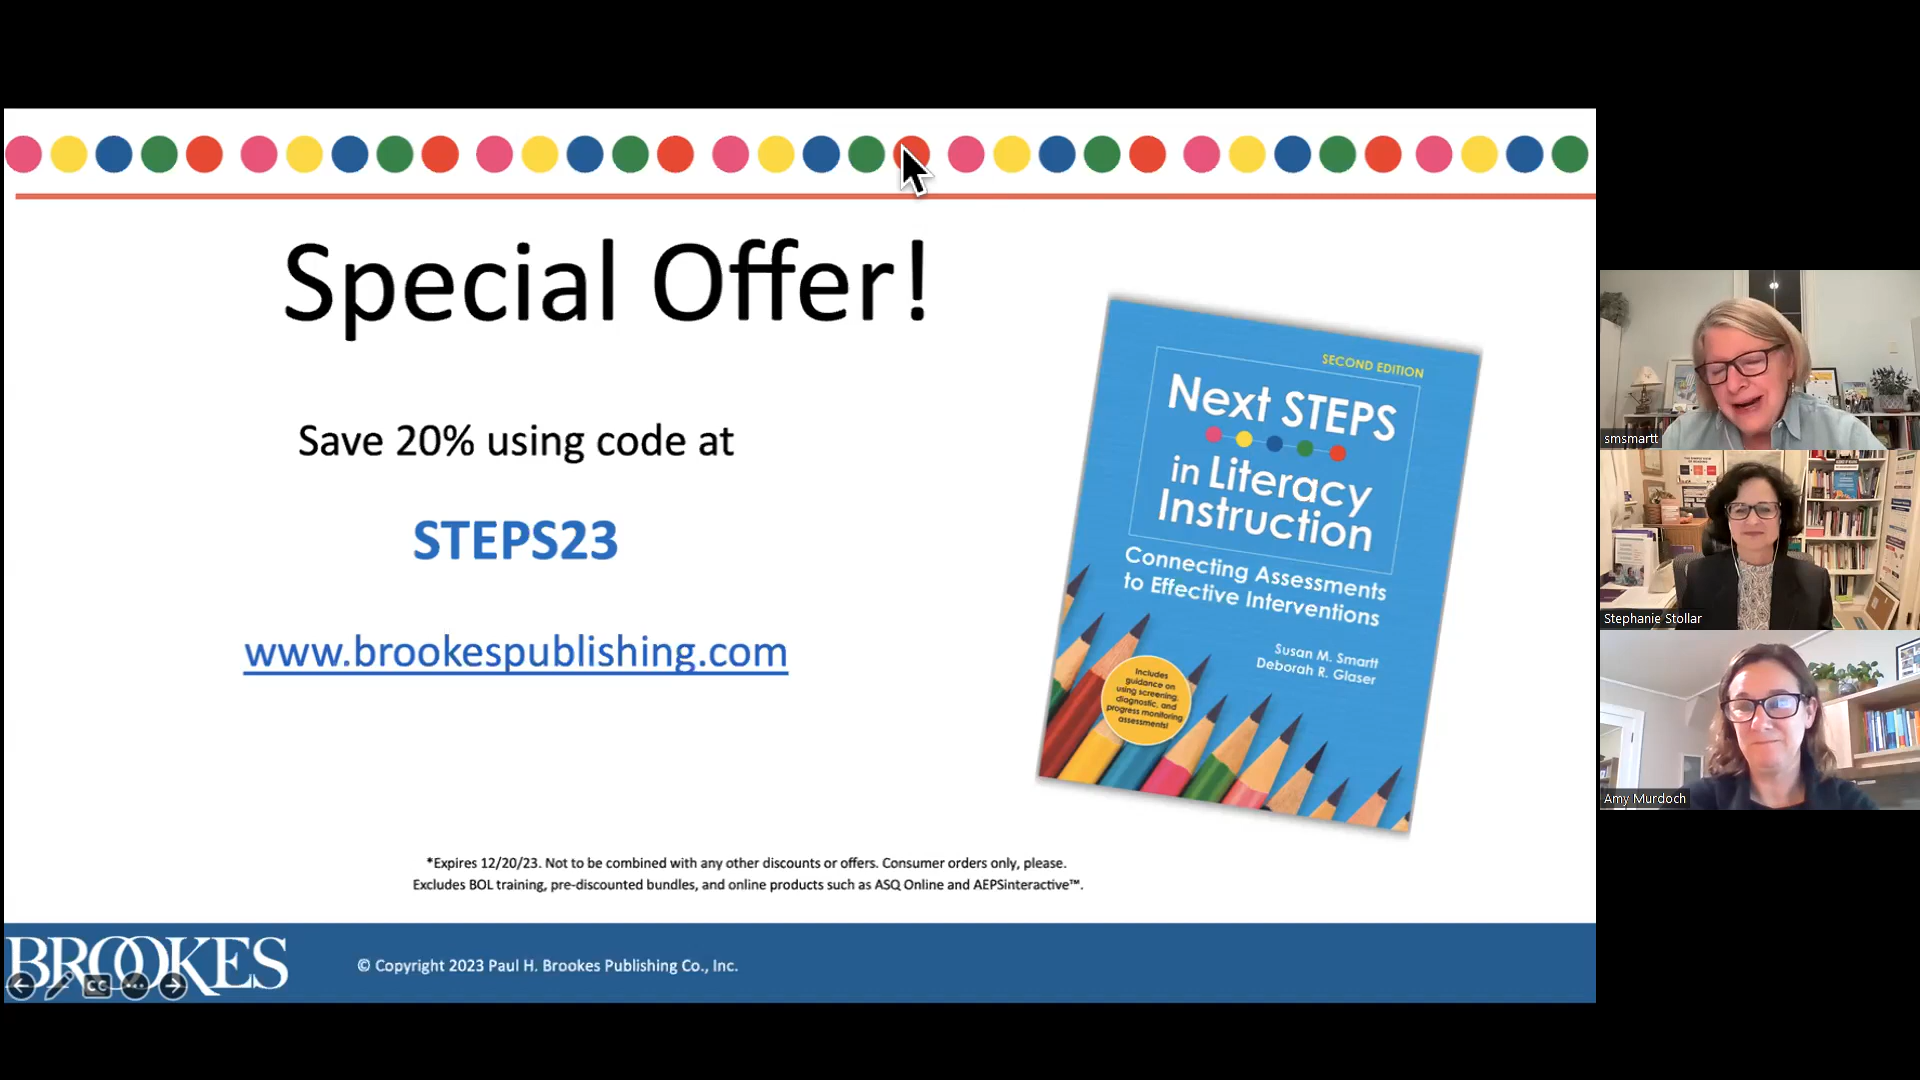 Special Offer!
Save 20% using code at
STEPS23
www.brookespublishing.com
SECOND EDITION
Next STEPS
in Literacy
Instruction
Connecting Assessments
to Effective Interventions
Susan M. Smartt
Deborah R. Glaser
Includes
guidance on
using screening,
diagnostic, and
progress monitoring
assessments!
*Expires 12/20/23. Not to be combined with any other discounts or offers. Consumer orders only, please.
Excludes BOL training, pre-discounted bundles, and online products such as ASQ Online and AEPSinteractive™.
BROOKES
© Copyright 2023 Paul H. Brookes Publishing Co., Inc.
CC
smsmartt
Stephanie Stollar
Amy Murdoch